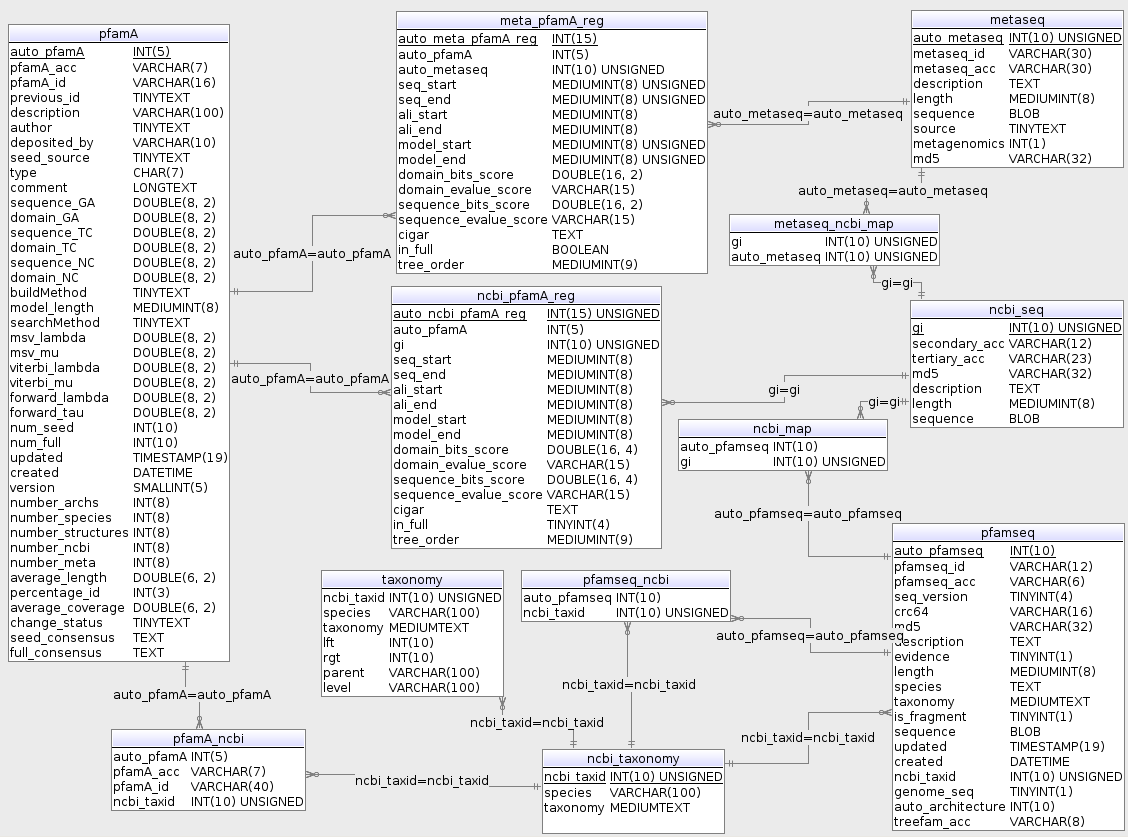 pfamA
auto_pfamA INT(5)
pfamA_acc VARCHAR(7)
pfamA_id VARCHAR(16)
previous_id TINYTEXT
description VARCHAR(100)
author TINYTEXT
deposited_by VARCHAR(10)
seed_source TINYTEXT
type CHAR(7)
comment LONGTEXT
sequence_GA DOUBLE(8, 2)
domain_GA DOUBLE(8, 2)
sequence_TC DOUBLE(8, 2)
domain_TC DOUBLE(8, 2)
sequence_NC DOUBLE(8, 2)
domain_NC DOUBLE(8, 2)
buildMethod TINYTEXT
model_length MEDIUMINT(8)
searchMethod TINYTEXT
msv_lambda DOUBLE(8, 2)
msv_mu DOUBLE(8, 2)
viterbi_lambda DOUBLE(8, 2)
viterbi_mu DOUBLE(8, 2)
forward_lambda DOUBLE(8, 2)
forward_tau DOUBLE(8, 2)
num_seed INT(10)
num_full INT(10)
updated TIMESTAMP(19)
created DATETIME
version SMALLINT(5)
number_archs INT(8)
number_species INT(8)
number_structures INT(8)
number_ncbi INT(8)
number_meta INT(8)
average_length DOUBLE(6, 2)
percentage_id INT(3)
average_coverage DOUBLE(6, 2)
change_status TINYTEXT
seed_consensus TEXT
full_consensus TEXT
auto_pfamA=auto_pfamA
auto_pfamA=auto_pfamA
auto_pfamA=auto_pfamA
meta_pfamA_reg
auto_meta_pfamA_reg INT(15)
auto_pfamA INT(5)
auto_metaseq INT(10) UNSIGNED
seq_start MEDIUMINT(8) UNSIGNED
seq_end MEDIUMINT(8) UNSIGNED
ali_start MEDIUMINT(8)
ali_end MEDIUMINT(8)
model_start MEDIUMINT(8) UNSIGNED
model_end MEDIUMINT(8) UNSIGNED
domain_bits_score DOUBLE(16, 2)
domain_evalue_score VARCHAR(15)
sequence_bits_score DOUBLE(16, 2)
sequence_evalue_score VARCHAR(15)
cigar TEXT
in_full BOOLEAN
tree_order MEDIUMINT(9)
auto_metaseq=auto_metaseq
metaseq
auto_metaseq INT(10) UNSIGNED
metaseq_id VARCHAR(30)
metaseq_acc VARCHAR(30)
description TEXT
length MEDIUMINT(8)
sequence BLOB
source TINYTEXT
metagenomics INT(1)
md5 VARCHAR(32)
auto_metaseq=auto_metaseq
metaseq_ncbi_map
gi INT(10) UNSIGNED
auto_metaseq INT(10) UNSIGNED
gi=gi
ncbi_seq
gi INT(10) UNSIGNED
secondary_acc VARCHAR(12)
tertiary_acc VARCHAR(23)
md5 VARCHAR(32)
description TEXT
length MEDIUMINT(8)
sequence BLOB
ncbi_pfamA_reg
auto_ncbi_pfamA_reg INT(15) UNSIGNED
auto_pfamA INT(5)
gi INT(10) UNSIGNED
seq_start MEDIUMINT(8)
seq_end MEDIUMINT(8)
ali_start MEDIUMINT(8)
ali_end MEDIUMINT(8)
model_start MEDIUMINT(8)
model_end MEDIUMINT(8)
domain_bits_score DOUBLE(16, 4)
domain_evalue_score VARCHAR(15)
sequence_bits_score DOUBLE(16, 4)
sequence_evalue_score VARCHAR(15)
cigar TEXT
in_full TINYINT(4)
tree_order MEDIUMINT(9)
gi=gi
gi=gi
ncbi_map
auto_pfamseq INT(10)
gi INT(10) UNSIGNED
auto_pfamseq=auto_pfamseq
pfamseq
auto_pfamseq INT(10)
pfamseq_id VARCHAR(12)
pfamseq_acc VARCHAR(6)
seq_version TINYINT(4)
crc64 VARCHAR(16)
md5 VARCHAR(32)
description TEXT
evidence TINYINT(1)
length MEDIUMINT(8)
species TEXT
taxonomy MEDIUMTEXT
is_fragment TINYINT(1)
sequence BLOB
updated TIMESTAMP(19)
created DATETIME
ncbi_taxid INT(10) UNSIGNED
genome_seq TINYINT(1)
auto_architecture INT(10)
treefam_acc VARCHAR(8)
taxonomy
ncbi_taxid INT(10) UNSIGNED
species VARCHAR(100)
taxonomy MEDIUMTEXT
lft INT(10)
rgt INT(10)
parent VARCHAR(100)
level VARCHAR(100)
pfamseq_ncbi
auto_pfamseq INT(10)
ncbi_taxid INT(10) UNSIGNED
auto_pfamseq=auto_pfamseq
ncbi_taxid=ncbi_taxid
ncbi_taxid=ncbi_taxid
ncbi_taxid=ncbi_taxid
pfamA_ncbi
auto_pfamA INT(5)
pfamA_acc VARCHAR(7)
pfamA_id VARCHAR(40)
ncbi_taxid INT(10) UNSIGNED
ncbi_taxid=ncbi_taxid
ncbi_taxonomy
ncbi_taxid INT(10) UNSIGNED
species VARCHAR(100)
taxonomy MEDIUMTEXT